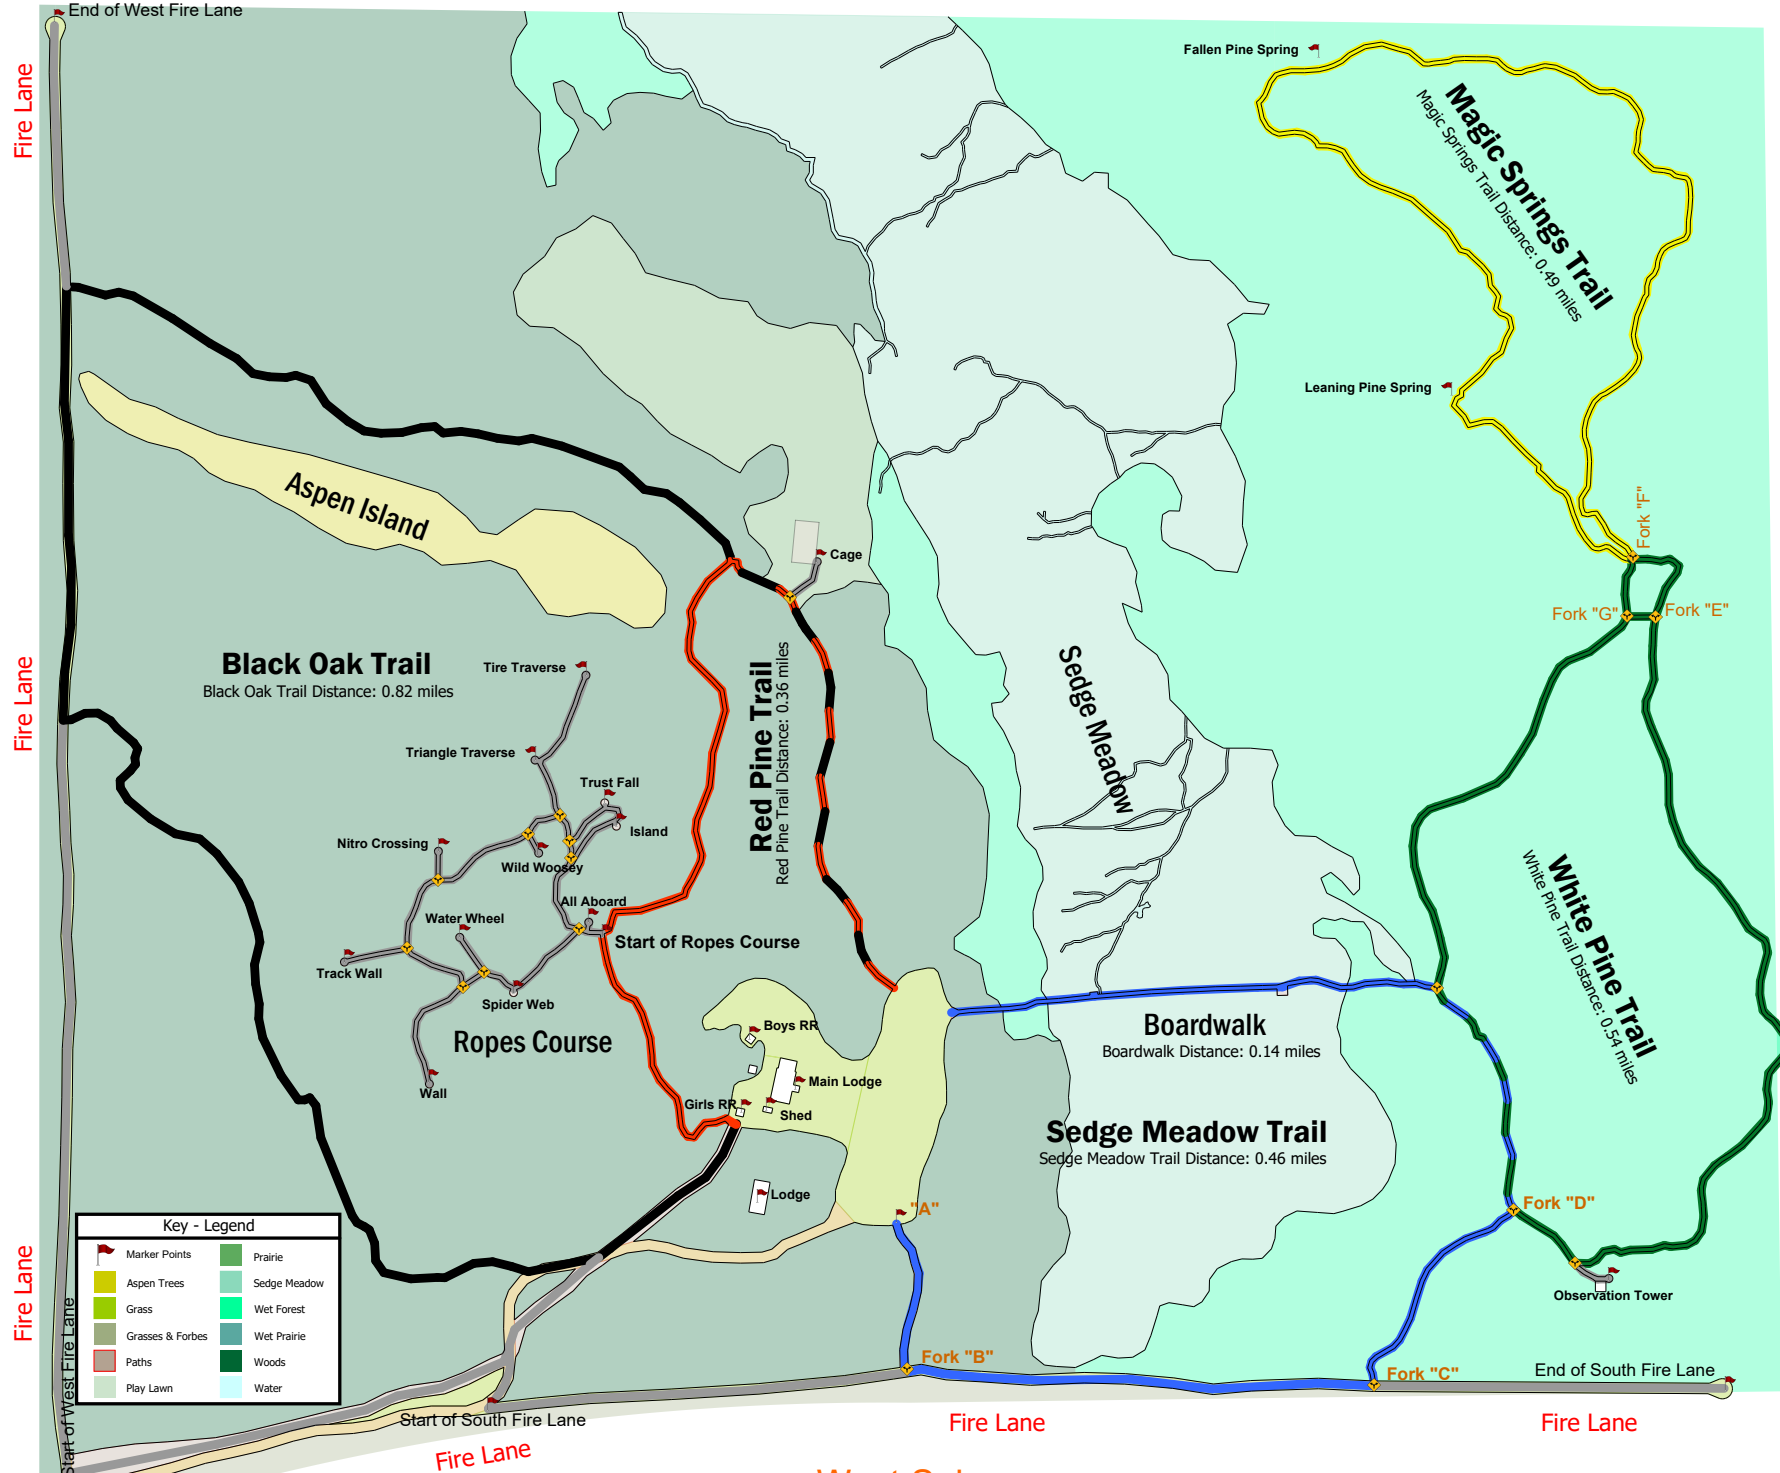 End of West Fire Lane
Fire Lane
Fallen Pine Spring
Magic Springs Trail
Magic Springs Trail Distance: 0.49 miles
Leaning Pine Spring
Aspen Island
Fork "F"
Cage
Fork "G"
Fork "E"
Black Oak Trail
Black Oak Trail Distance: 0.82 miles
Tire Traverse
Fire Lane
Red Pine Trail
Red Pine Trail Distance: 0.36 miles
Sedge Meadow
Triangle Traverse
Trust Fall
Island
Nitro Crossing
Wild Woosey
All Aboard
Water Wheel
Start of Ropes Course
Track Wall
Spider Web
Ropes Course
Wall
White Pine Trail
White Pine Trail Distance: 0.54 miles
Boys RR
Boardwalk
Boardwalk Distance: 0.14 miles
Main Lodge
Girls RR
Shed
Sedge Meadow Trail
Sedge Meadow Trail Distance: 0.46 miles
Lodge
"A"
Fork "D"
Key - Legend
Marker Points
Prairie
Aspen Trees
Sedge Meadow
Grass
Wet Forest
Grasses & Forbes
Wet Prairie
Paths
Woods
Play Lawn
Water
Fire Lane
Start of West Fire Lane
Observation Tower
Fork "B"
Fork "C"
End of South Fire Lane
Start of South Fire Lane
Fire Lane
Fire Lane
Fire Lane